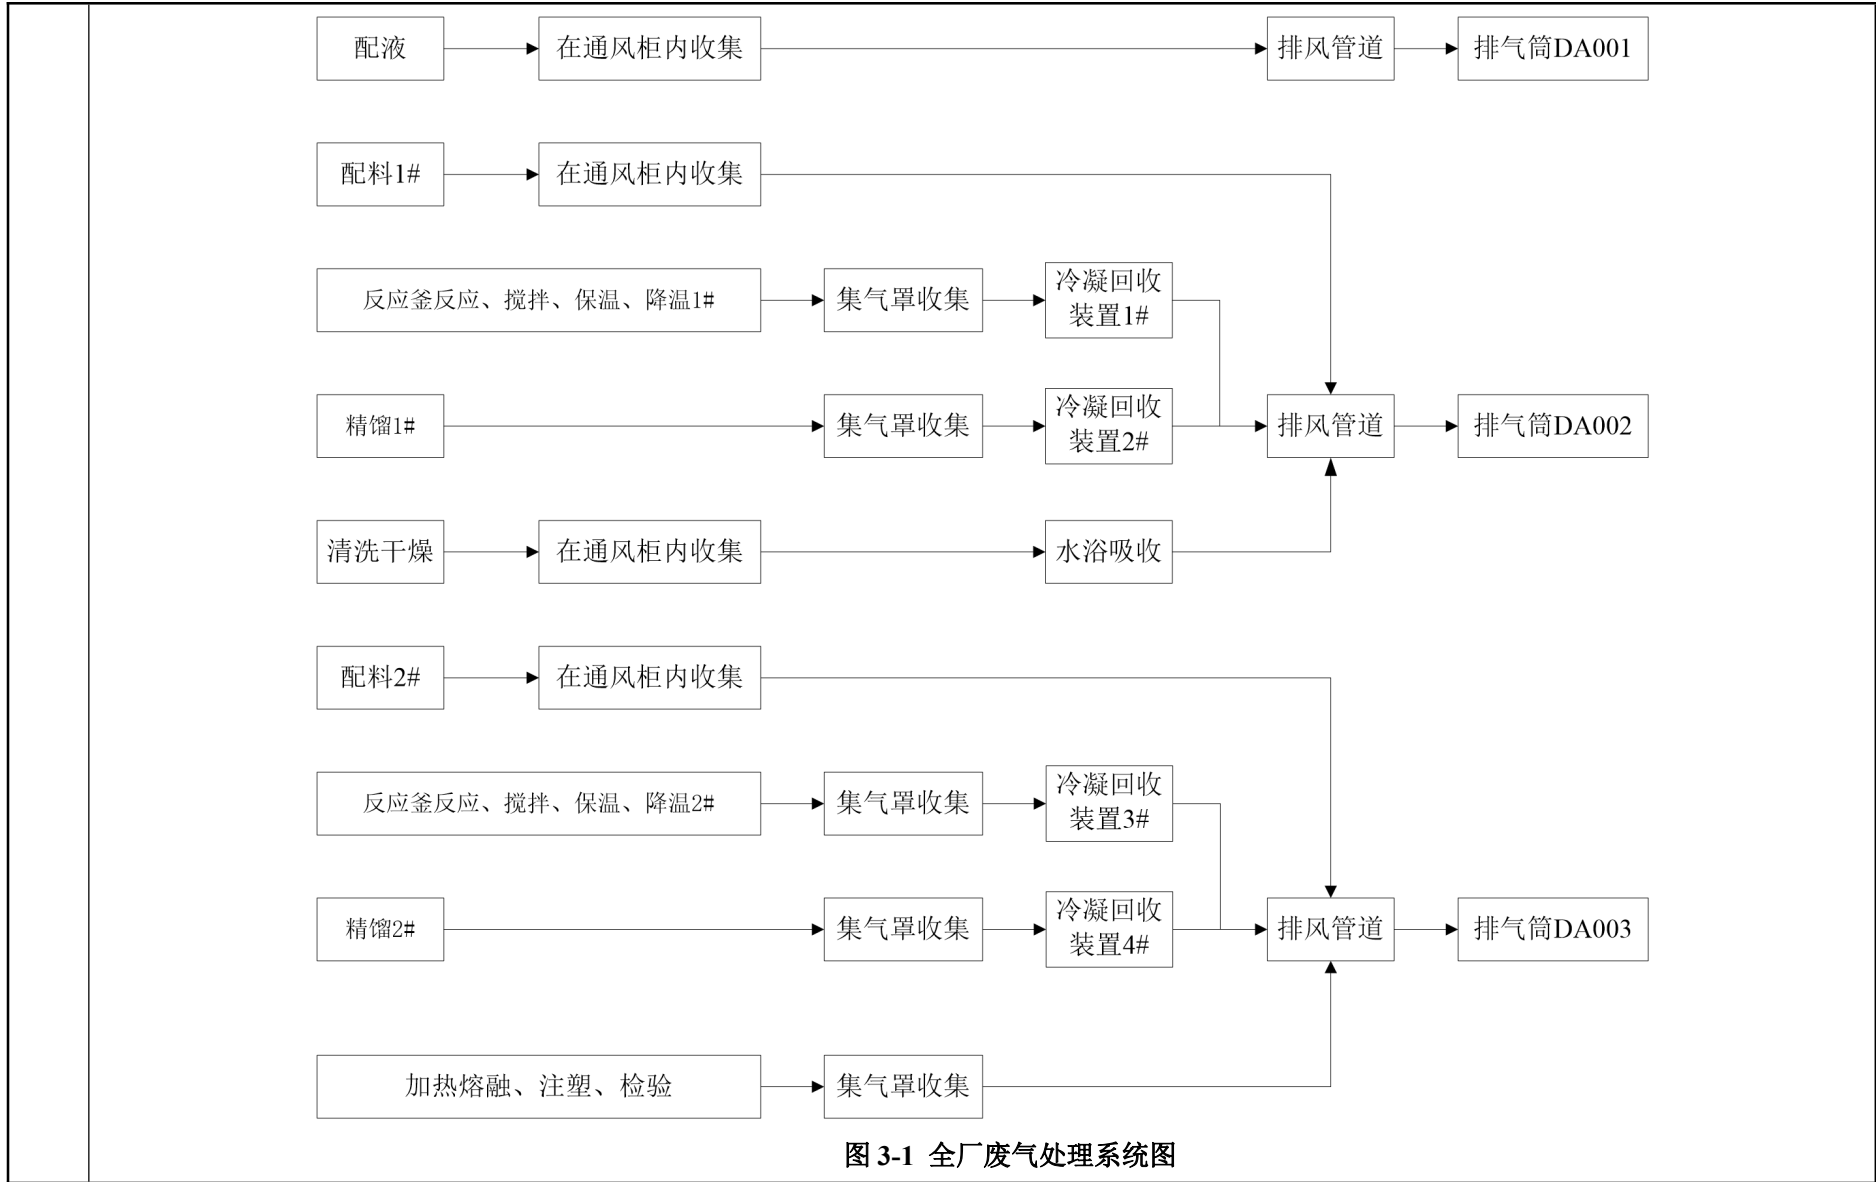 配液
在通风柜内收集
排风管道
排气筒DA001
配料1#
在通风柜内收集
反应釜反应、搅拌、保温、降温1#
集气罩收集
冷凝回收
装置1#
精馏1#
集气罩收集
冷凝回收
装置2#
排风管道
排气筒DA002
清洗干燥
在通风柜内收集
水浴吸收
配料2#
在通风柜内收集
反应釜反应、搅拌、保温、降温2#
集气罩收集
冷凝回收
装置3#
精馏2#
集气罩收集
冷凝回收
装置4#
排风管道
排气筒DA003
加热熔融、注塑、检验
集气罩收集
图 3-1 全厂废气处理系统图